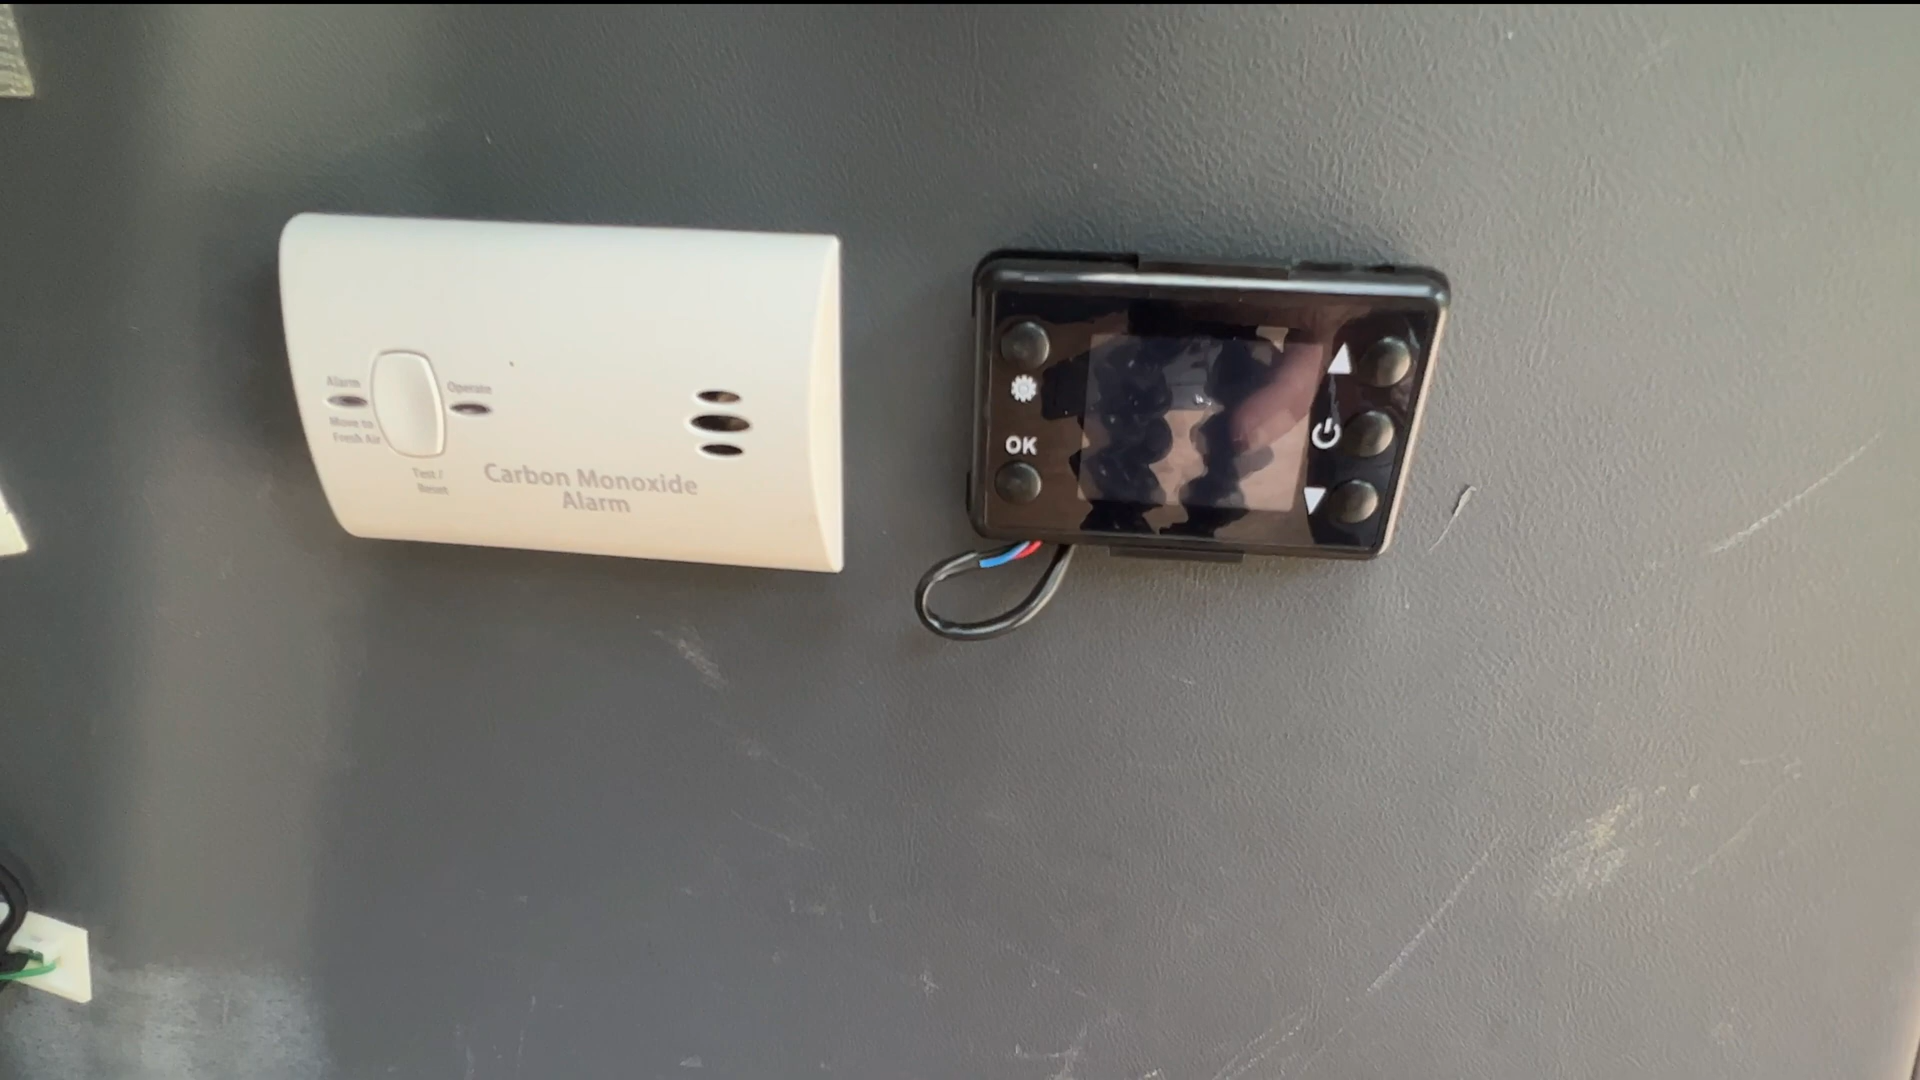 Alarm
Operate
Move to
Fresh Air
Test /
Reset
Carbon Monoxide
Alarm
OK